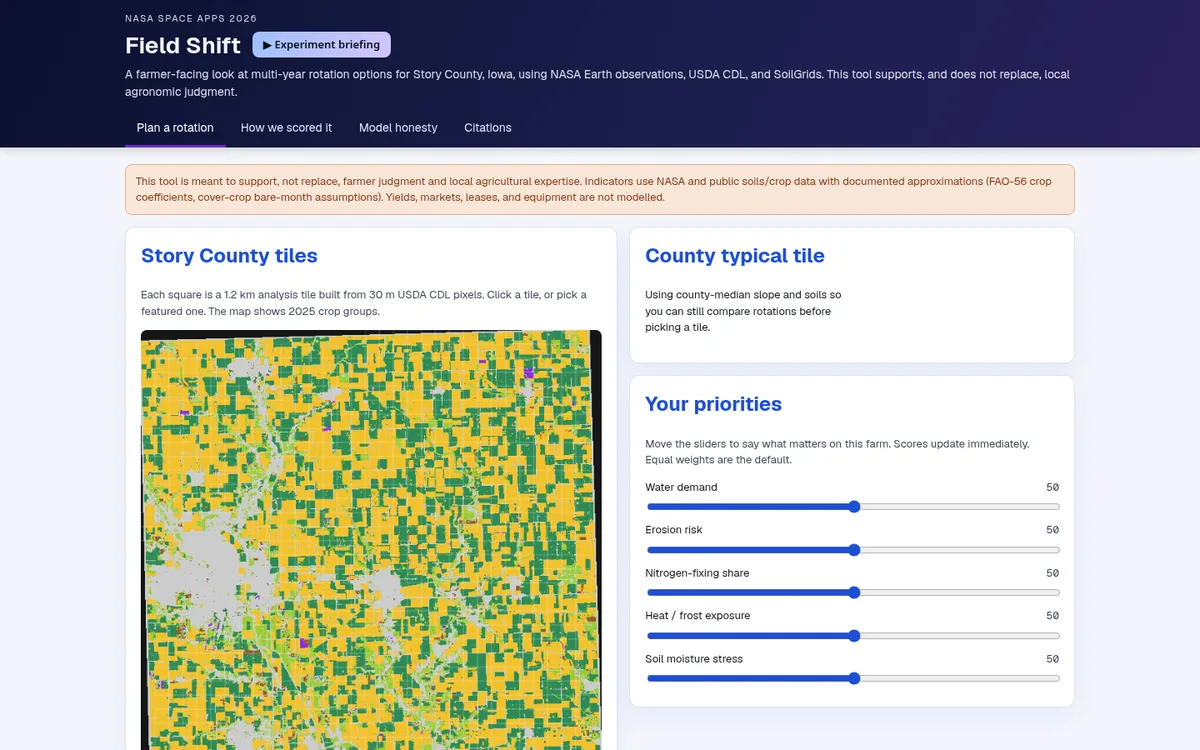 NASA SPACE APPS 2026
Field Shift
▶ Experiment briefing
A farmer-facing look at multi-year rotation options for Story County, Iowa, using NASA Earth observations, USDA CDL, and SoilGrids. This tool supports, and does not replace, local
agronomic judgment.
Plan a rotation
How we scored it
Model honesty
Citations
This tool is meant to support, not replace, farmer judgment and local agricultural expertise. Indicators use NASA and public soils/crop data with documented approximations (FAO-56 crop
coefficients, cover-crop bare-month assumptions). Yields, markets, leases, and equipment are not modelled.
Story County tiles
Each square is a 1.2 km analysis tile built from 30 m USDA CDL pixels. Click a tile, or pick a
featured one. The map shows 2025 crop groups.
County typical tile
Using county-median slope and soils so
you can still compare rotations before
picking a tile.
Your priorities
Move the sliders to say what matters on this farm. Scores update immediately.
Equal weights are the default.
Water demand 50
Erosion risk 50
Nitrogen-fixing share 50
Heat / frost exposure 50
Soil moisture stress 50